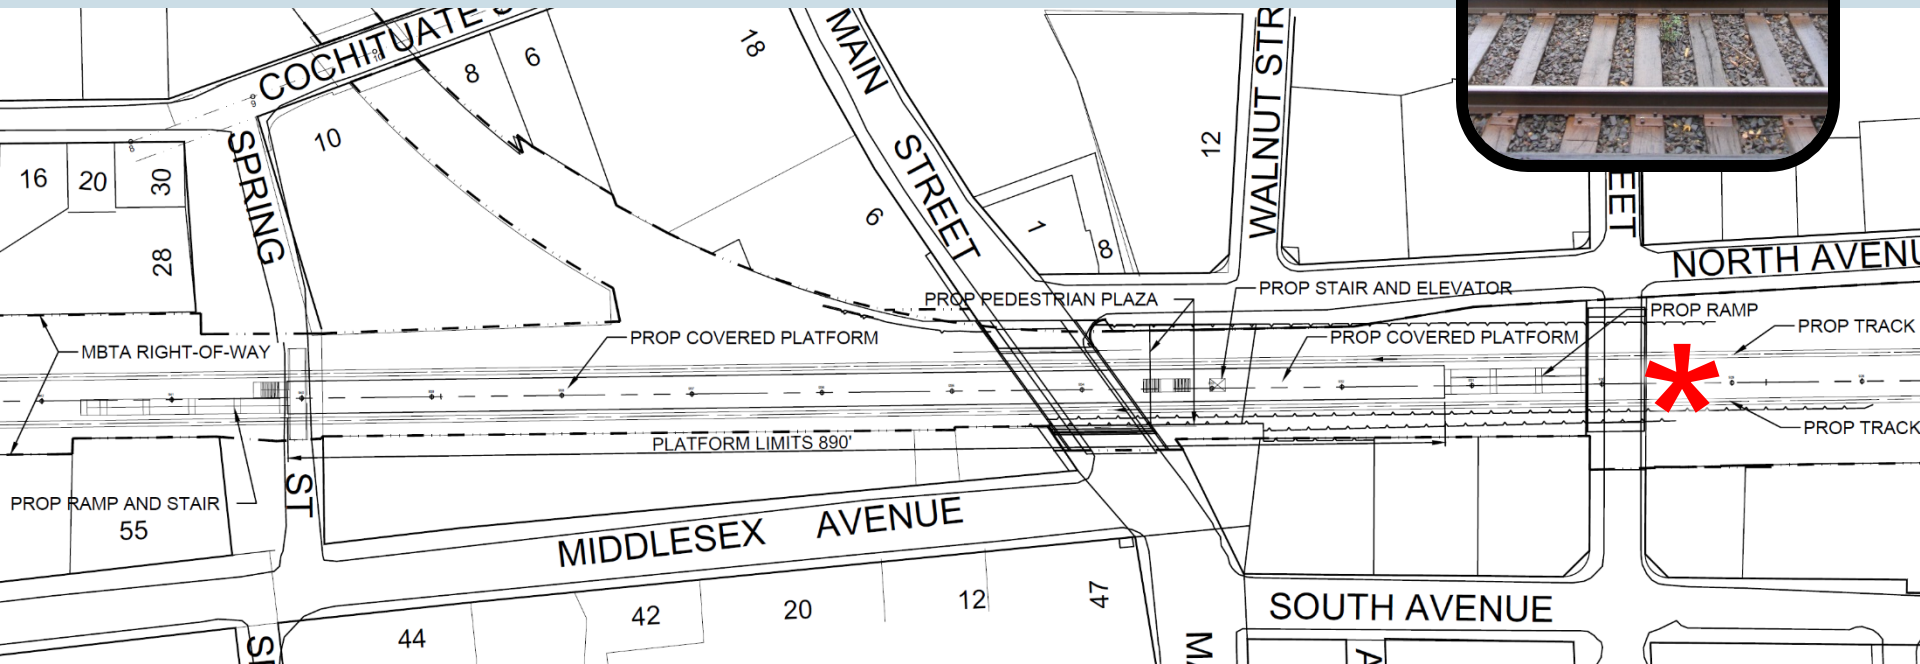 COCHITUATE
8
6
18
MAIN
STREET
WALNUT STR
12
10
SPRING
16
20
30
28
6
1
8
EET
NORTH AVENU
PROP PEDESTRIAN PLAZA
PROP STAIR AND ELEVATOR
PROP RAMP
PROP TRACK
MBTA RIGHT-OF-WAY
PROP COVERED PLATFORM
PROP COVERED PLATFORM
*
PLATFORM LIMITS 890'
PROP TRACK
PROP RAMP AND STAIR
55
ST
MIDDLESEX AVENUE
SOUTH AVENUE
44
42
20
12
47